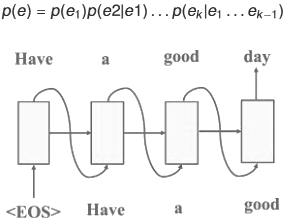 p(e) = p(e₁)p(e2|e1) . . . p(eₖ|e₁ . . . eₖ₋₁)
Have a good day
<EOS> Have a good